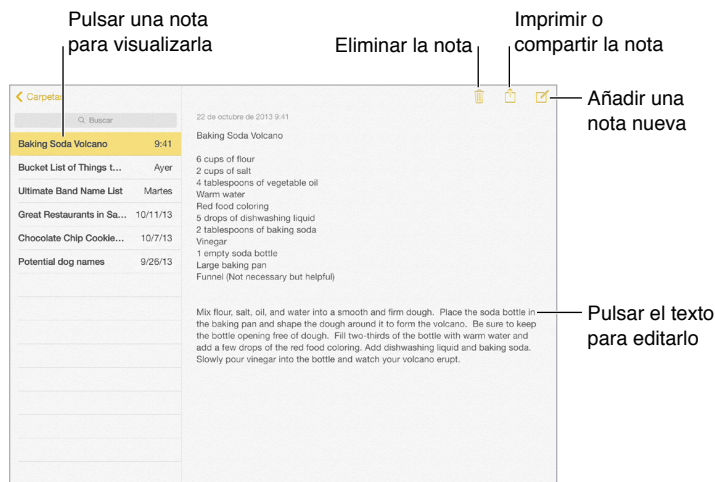 Pulsar una nota
para visualizarla
Eliminar la nota
Imprimir o
compartir la nota
Añadir una
nota nueva
Pulsar el texto
para editarlo
Carpetas
Buscar
Baking Soda Volcano 9:41
Bucket List of Things t... Ayer
Ultimate Band Name List Martes
Great Restaurants in Sa... 10/11/13
Chocolate Chip Cookie... 10/7/13
Potential dog names 9/26/13
22 de octubre de 2013 9:41
Baking Soda Volcano
6 cups of flour
2 cups of salt
4 tablespoons of vegetable oil
Warm water
Red food coloring
5 drops of dishwashing liquid
2 tablespoons of baking soda
Vinegar
1 empty soda bottle
Large baking pan
Funnel (Not necessary but helpful)
Mix flour, salt, oil, and water into a smooth and firm dough. Place the soda bottle in
the baking pan and shape the dough around it to form the volcano. Be sure to keep
the bottle opening free of dough. Fill two-thirds of the bottle with warm water and
add a few drops of the red food coloring. Add dishwashing liquid and baking soda.
Slowly pour vinegar into the bottle and watch your volcano erupt.